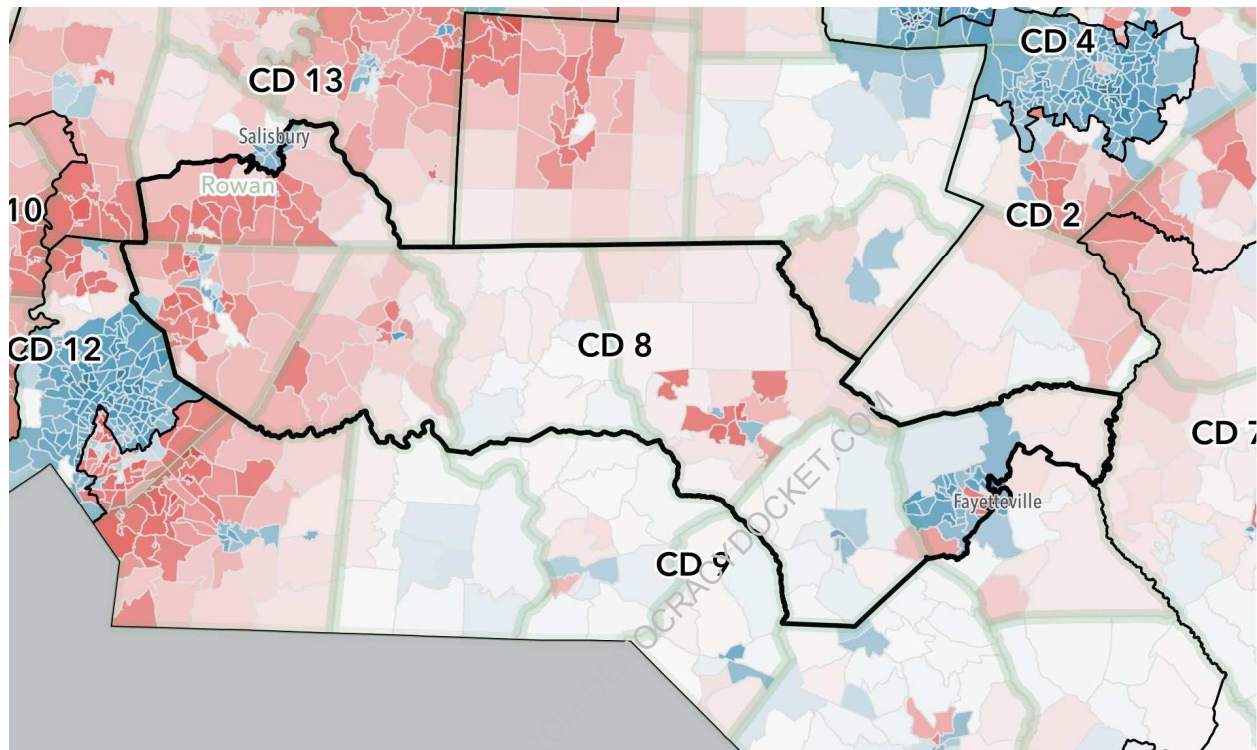 CD 4
CD 13
Salisbury
Rowan
10
CD 2
CD 12
CD 8
CD 7
Fayetteville
CD 9
DEMOCRACYDOCKET.COM